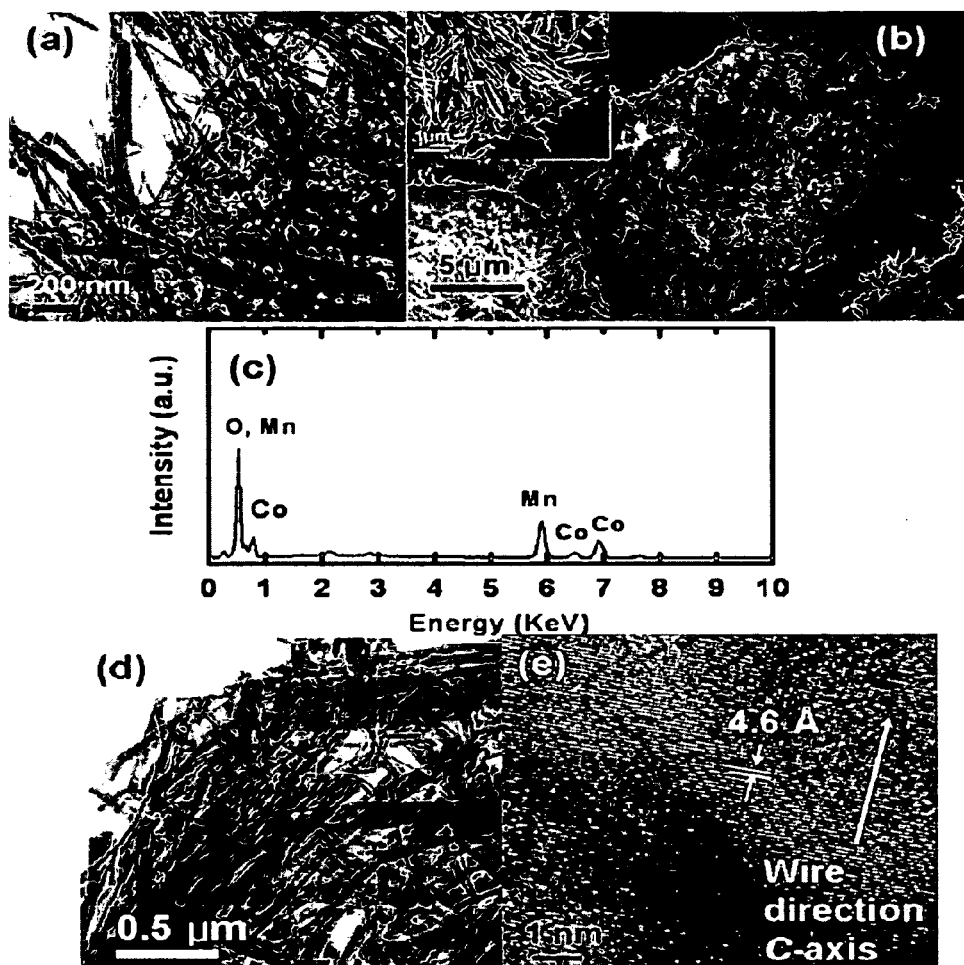 (a)
200 nm
(b)
5 µm
(c)
Intensity (a.u.)
O, Mn
Co
Mn
Co
Co
0 1 2 3 4 5 6 7 8 9 10
Energy (KeV)
(d)
0.5 µm
(e)
4.6 Å
Wire
direction
C-axis
1 nm